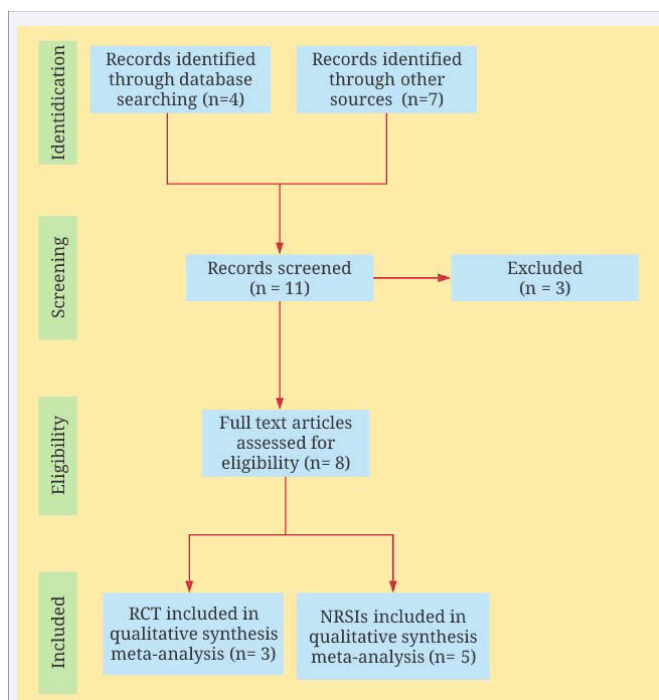 Identidication
Records identified
through database
searching (n=4)
Records identified
through other
sources (n=7)
Screening
Records screened
(n = 11)
Excluded
(n = 3)
Eligibility
Full text articles
assessed for
eligibility (n= 8)
Included
RCT included in
qualitative synthesis
meta-analysis (n= 3)
NRSIs included in
qualitative synthesis
meta-analysis (n= 5)